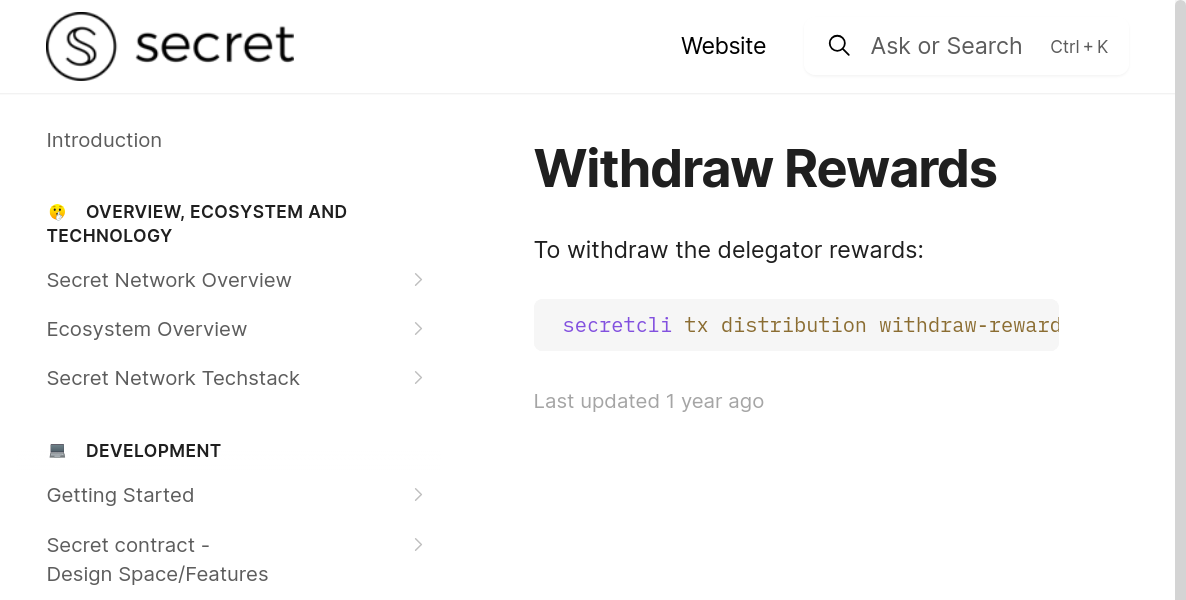 secret
Website
Ask or Search Ctrl + K
Introduction
OVERVIEW, ECOSYSTEM AND
TECHNOLOGY
Secret Network Overview
Ecosystem Overview
Secret Network Techstack
DEVELOPMENT
Getting Started
Secret contract -
Design Space/Features
Withdraw Rewards
To withdraw the delegator rewards:
secretcli tx distribution withdraw-reward
Last updated 1 year ago